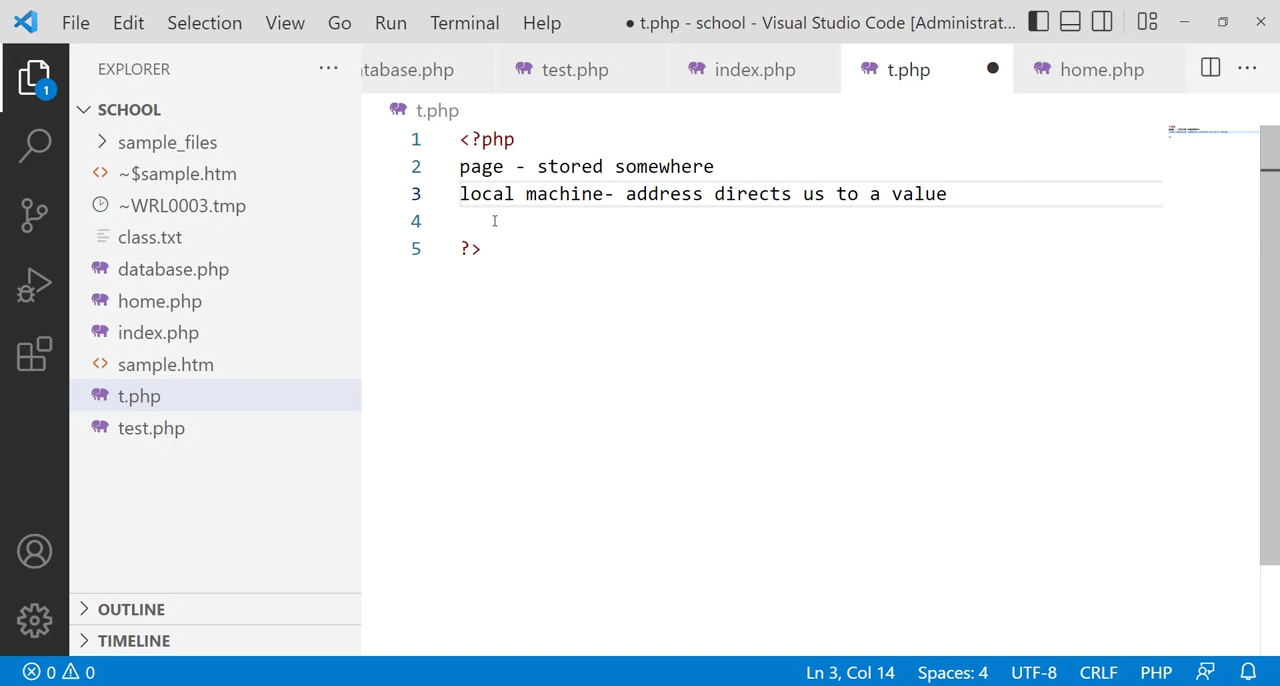 File Edit Selection View Go Run Terminal Help ● t.php - school - Visual Studio Code [Administrat...
EXPLORER ...
tabase.php test.php index.php t.php home.php ...
1
SCHOOL
sample_files
~$sample.htm
~WRL0003.tmp
class.txt
database.php
home.php
index.php
sample.htm
t.php
test.php
OUTLINE
TIMELINE
t.php
1 <?php
2 page - stored somewhere
3 local machine- address directs us to a value
4
5 ?>
0 0 Ln 3, Col 14 Spaces: 4 UTF-8 CRLF PHP